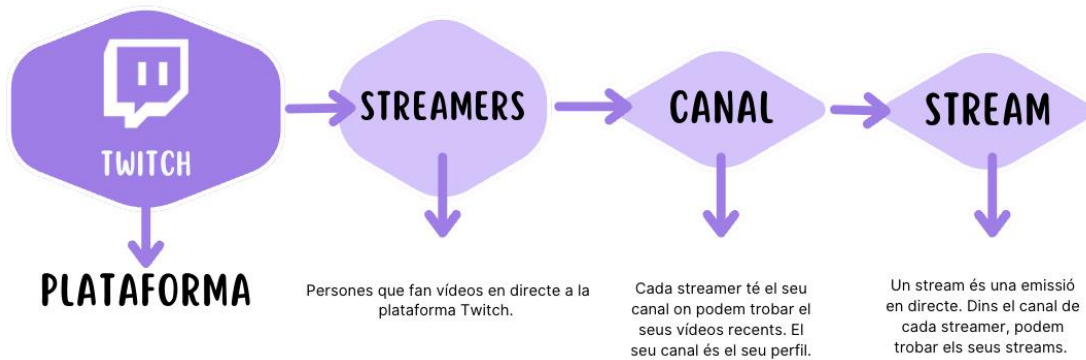 TWITCH
STREAMERS
CANAL
STREAM
PLATAFORMA
Persones que fan vídeos en directe a la
plataforma Twitch.
Cada streamer té el seu
canal on podem trobar el
seus vídeos recents. El
seu canal és el seu perfil.
Un stream és una emissió
en directe. Dins el canal de
cada streamer, podem
trobar els seus streams.